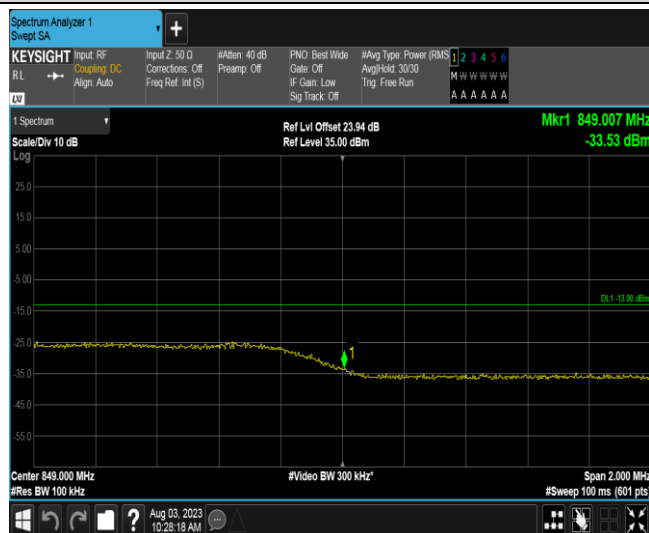 Spectrum Analyzer 1
Swept SA
KEYSIGHT Input: RF Input Z: 50 Ω #Atten: 40 dB PNO: Best Wide #Avg Type: Power (RMS 1 2 3 4 5 6
RL Coupling: DC Corrections: Off Preamp: Off Gate: Off Avg|Hold: 30/30 M W W W W W
Align: Auto Freq Ref: Int (S) IF Gain: Low Trig: Free Run
Sig Track: Off A A A A A A
LXI
1 Spectrum Ref Lvl Offset 23.94 dB Mkr1 849.007 MHz
Scale/Div 10 dB Ref Level 35.00 dBm -33.53 dBm
Log
25.0
15.0
5.00
-5.00
DL1 -13.00 dBm
-15.0
-25.0
1
-35.0
-45.0
-55.0
Center 849.000 MHz #Video BW 300 kHz* Span 2.000 MHz
#Res BW 100 kHz #Sweep 100 ms (601 pts)
? Aug 03, 2023
10:28:18 AM